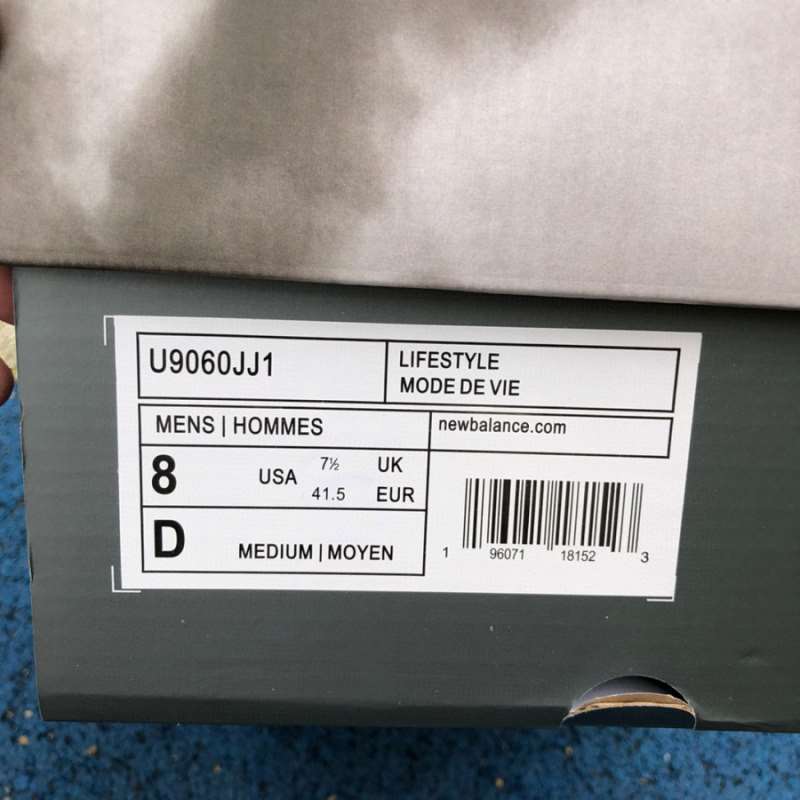 U9060JJ1
LIFESTYLE
MODE DE VIE
MENS | HOMMES
newbalance.com
8 USA 7½ UK
41.5 EUR
D MEDIUM | MOYEN
1 96071 18152 3